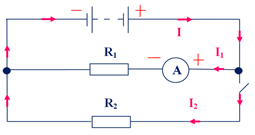 − +
I
R1 − + I1
A
R2 I2